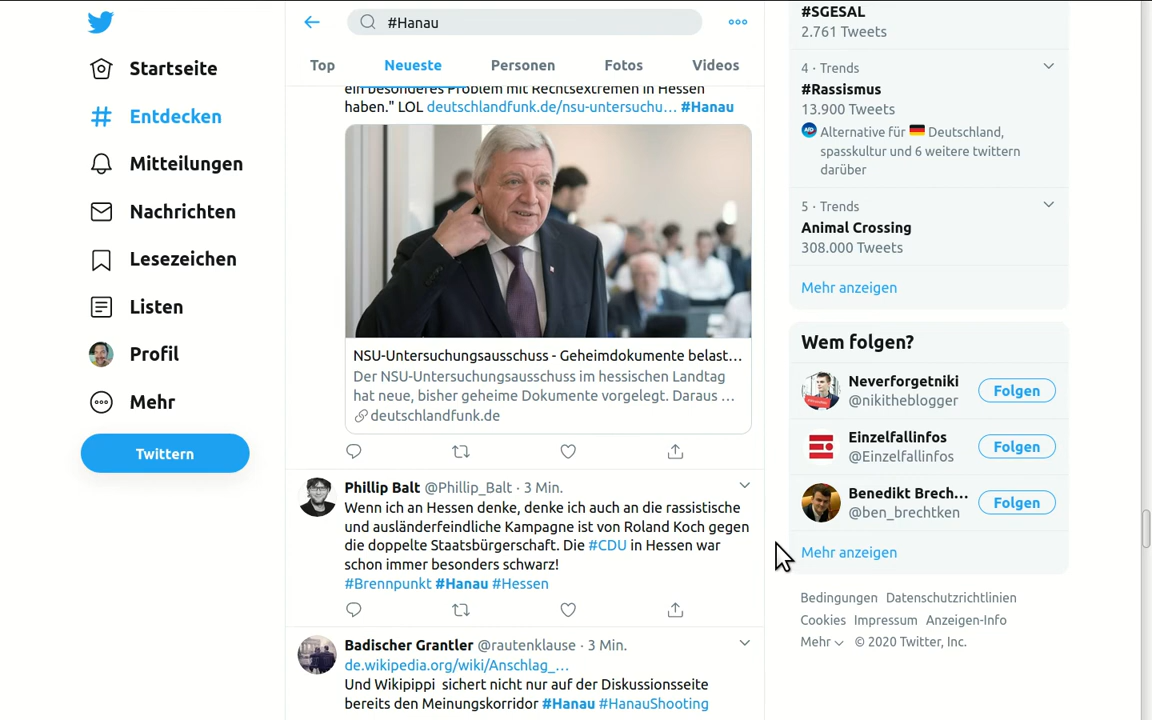 Startseite
Entdecken
Mitteilungen
Nachrichten
Lesezeichen
Listen
Profil
Mehr
Twittern
#Hanau
Top
Neueste
Personen
Fotos
Videos
ein besonderes Problem mit Rechtsextremen in Hessen
haben." LOL deutschlandfunk.de/nsu-untersuchu... #Hanau
NSU-Untersuchungsausschuss - Geheimdokumente belast...
Der NSU-Untersuchungsausschuss im hessischen Landtag
hat neue, bisher geheime Dokumente vorgelegt. Daraus ...
deutschlandfunk.de
Phillip Balt @Phillip_Balt · 3 Min.
Wenn ich an Hessen denke, denke ich auch an die rassistische
und ausländerfeindliche Kampagne ist von Roland Koch gegen
die doppelte Staatsbürgerschaft. Die #CDU in Hessen war
schon immer besonders schwarz!
#Brennpunkt #Hanau #Hessen
Badischer Grantler @rautenklause · 3 Min.
de.wikipedia.org/wiki/Anschlag_...
Und Wikipippi sichert nicht nur auf der Diskussionsseite
bereits den Meinungskorridor #Hanau #HanauShooting
#SGESAL
2.761 Tweets
4 · Trends
#Rassismus
13.900 Tweets
Alternative für Deutschland,
spasskultur und 6 weitere twittern
darüber
5 · Trends
Animal Crossing
308.000 Tweets
Mehr anzeigen
Wem folgen?
Neverforgetniki
@nikitheblogger
Folgen
Einzelfallinfos
@Einzelfallinfos
Folgen
Benedikt Brech...
@ben_brechtken
Folgen
Mehr anzeigen
Bedingungen Datenschutzrichtlinien
Cookies Impressum Anzeigen-Info
Mehr © 2020 Twitter, Inc.